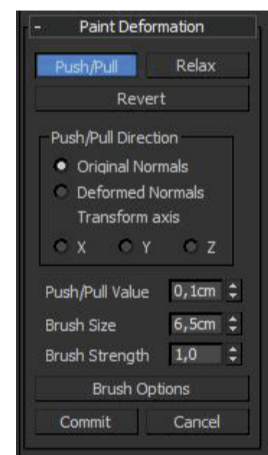 - Paint Deformation
Push/Pull Relax
Revert
Push/Pull Direction
Original Normals
Deformed Normals
Transform axis
X Y Z
Push/Pull Value 0,1cm
Brush Size 6,5cm
Brush Strength 1,0
Brush Options
Commit Cancel